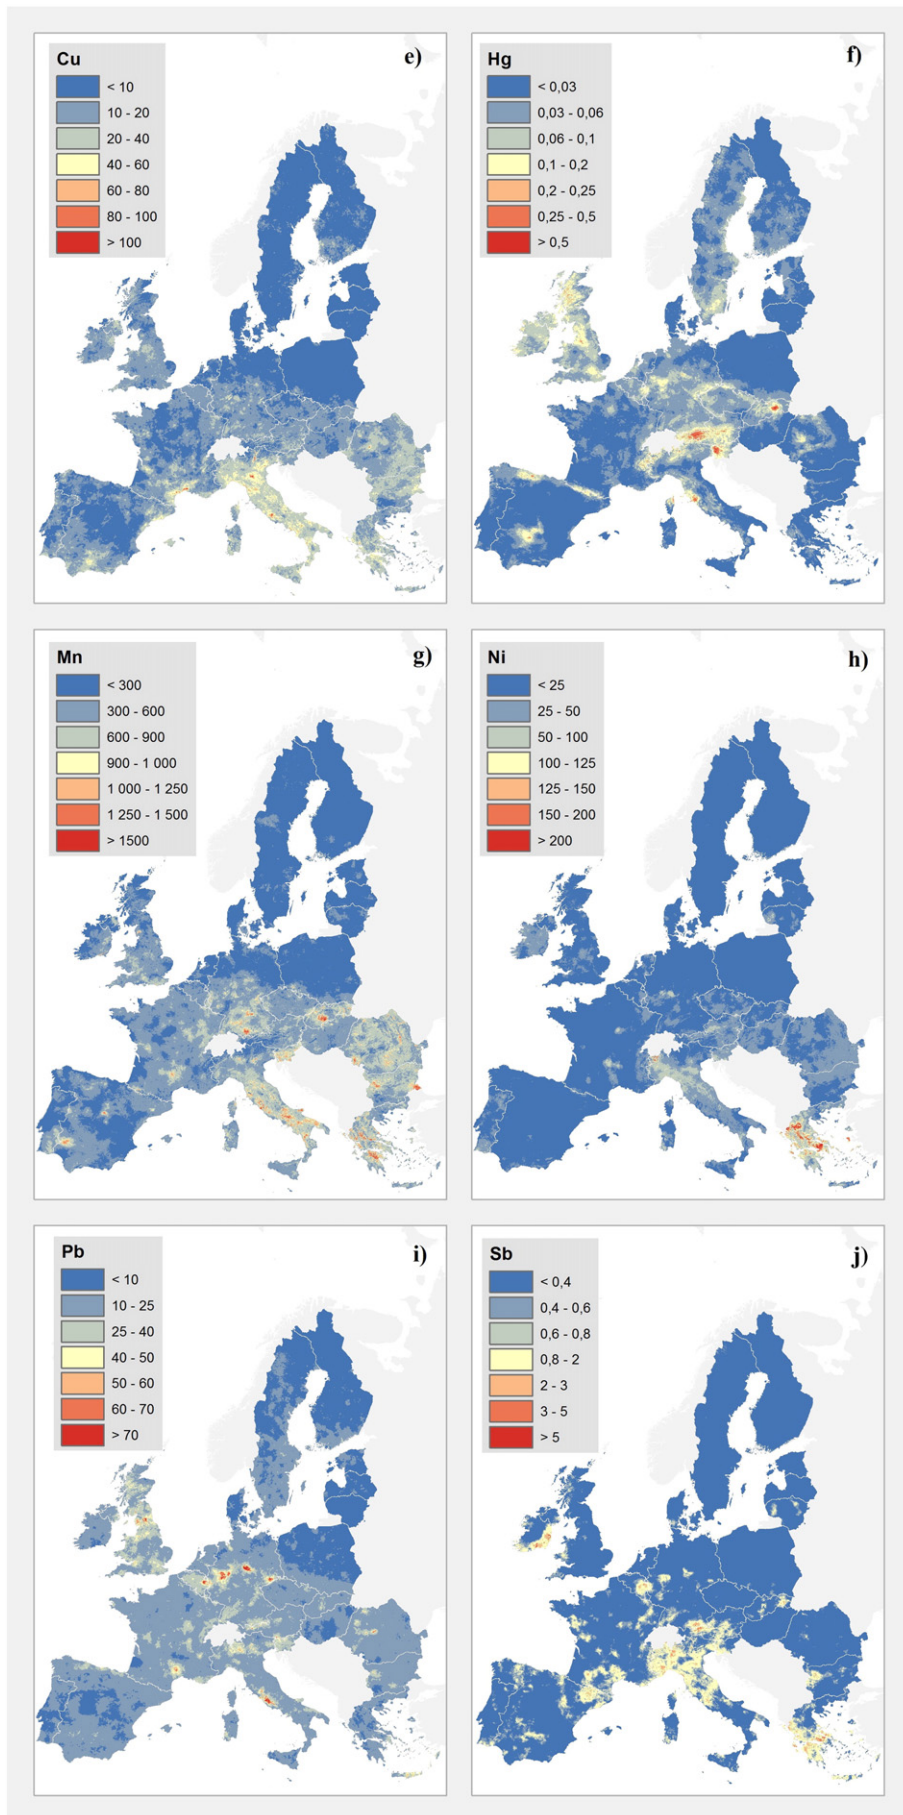 Cu
e)
< 10
10 - 20
20 - 40
40 - 60
60 - 80
80 - 100
> 100
Hg
f)
< 0,03
0,03 - 0,06
0,06 - 0,1
0,1 - 0,2
0,2 - 0,25
0,25 - 0,5
> 0,5
Mn
g)
< 300
300 - 600
600 - 900
900 - 1 000
1 000 - 1 250
1 250 - 1 500
> 1500
Ni
h)
< 25
25 - 50
50 - 100
100 - 125
125 - 150
150 - 200
> 200
Pb
i)
< 10
10 - 25
25 - 40
40 - 50
50 - 60
60 - 70
> 70
Sb
j)
< 0,4
0,4 - 0,6
0,6 - 0,8
0,8 - 2
2 - 3
3 - 5
> 5